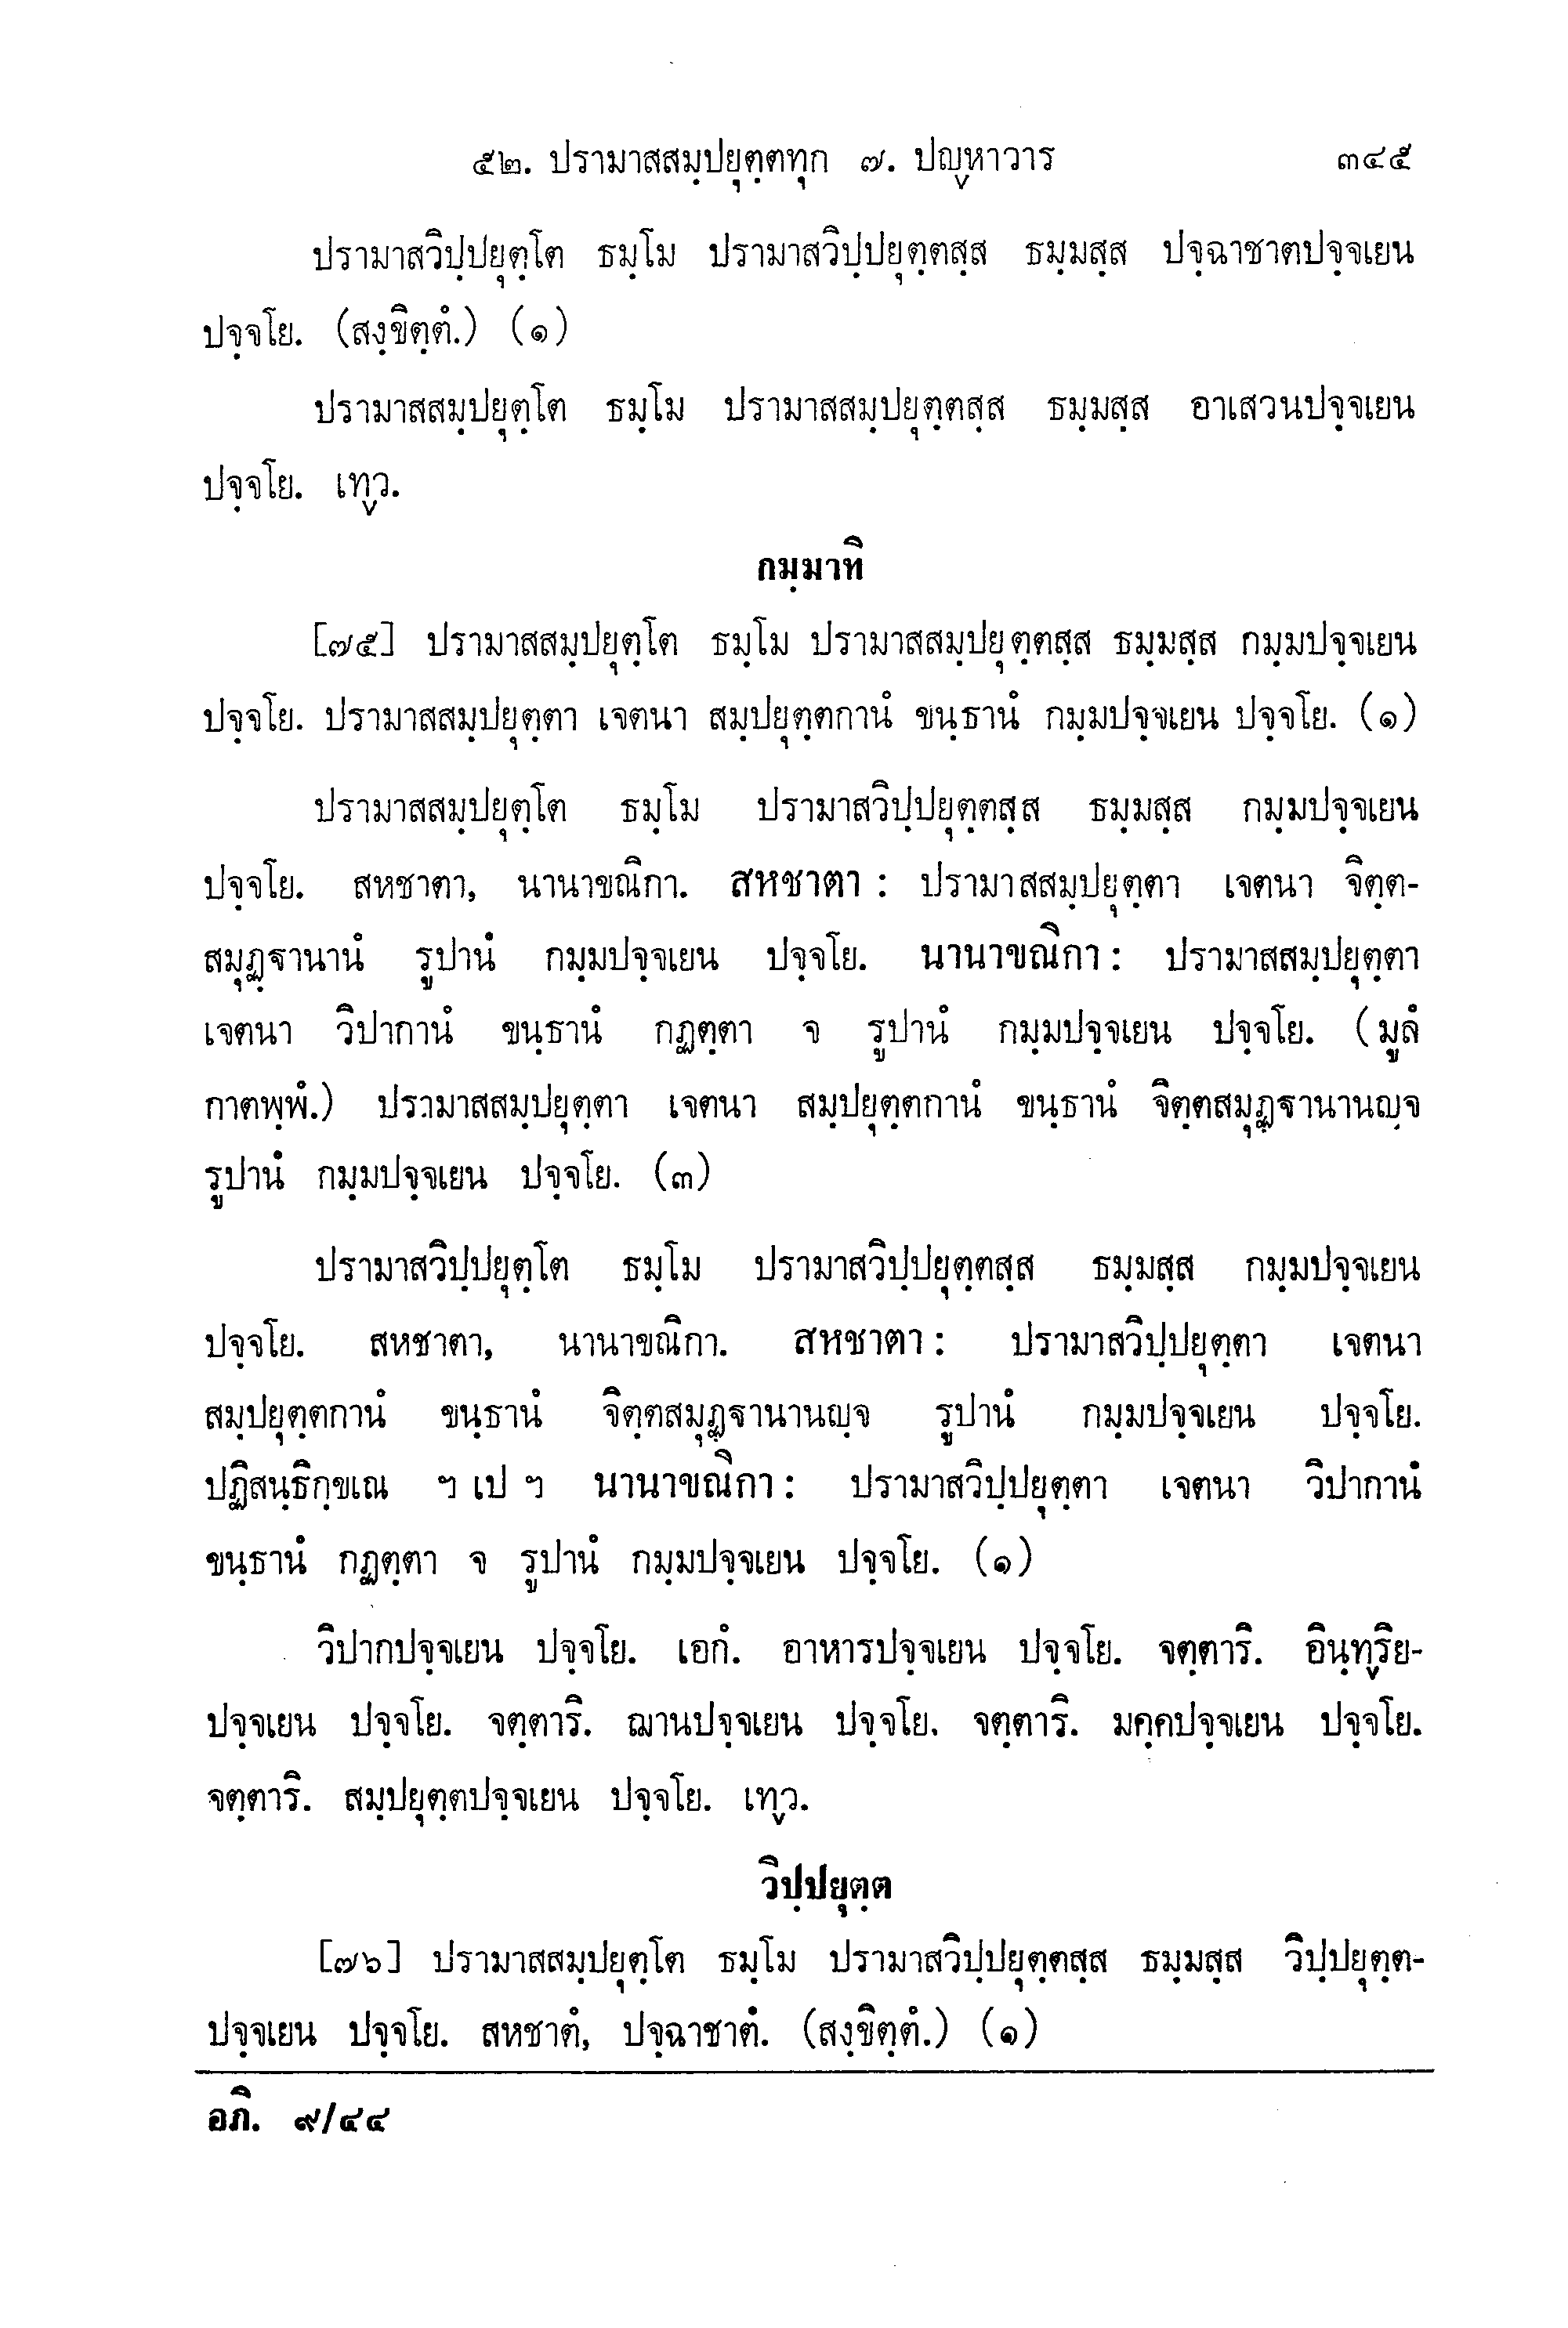 ๕๒. ปรามาสสมฺปยุตฺตทุก ๗. ปญฺหาวาร ๓๔๕
ปรามาสวิปฺปยุตฺโต ธมฺโม ปรามาสวิปฺปยุตฺตสฺส ธมฺมสฺส ปจฺฉาชาตปจฺจเยน
ปจฺจโย. (สงฺขิตฺตํ.) (๑)
ปรามาสสมฺปยุตฺโต ธมฺโม ปรามาสสมฺปยุตฺตสฺส ธมฺมสฺส อาเสวนปจฺจเยน
ปจฺจโย. เทฺว.
กมฺมาทิ
[๗๕] ปรามาสสมฺปยุตฺโต ธมฺโม ปรามาสสมฺปยุตฺตสฺส ธมฺมสฺส กมฺมปจฺจเยน
ปจฺจโย. ปรามาสสมฺปยุตฺตา เจตนา สมฺปยุตฺตกานํ ขนฺธานํ กมฺมปจฺจเยน ปจฺจโย. (๑)
ปรามาสสมฺปยุตฺโต ธมฺโม ปรามาสวิปฺปยุตฺตสฺส ธมฺมสฺส กมฺมปจฺจเยน
ปจฺจโย. สหชาตา, นานาขณิกา. สหชาตา : ปรามาสสมฺปยุตฺตา เจตนา จิตฺต-
สมุฏฺฐานานํ รูปานํ กมฺมปจฺจเยน ปจฺจโย. นานาขณิกา : ปรามาสสมฺปยุตฺตา
เจตนา วิปากานํ ขนฺธานํ กฏตฺตา จ รูปานํ กมฺมปจฺจเยน ปจฺจโย. (มูลํ
กาตพฺพํ.) ปรามาสสมฺปยุตฺตา เจตนา สมฺปยุตฺตกานํ ขนฺธานํ จิตฺตสมุฏฺฐานานญฺจ
รูปานํ กมฺมปจฺจเยน ปจฺจโย. (๓)
ปรามาสวิปฺปยุตฺโต ธมฺโม ปรามาสวิปฺปยุตฺตสฺส ธมฺมสฺส กมฺมปจฺจเยน
ปจฺจโย. สหชาตา, นานาขณิกา. สหชาตา : ปรามาสวิปฺปยุตฺตา เจตนา
สมฺปยุตฺตกานํ ขนฺธานํ จิตฺตสมุฏฺฐานานญฺจ รูปานํ กมฺมปจฺจเยน ปจฺจโย.
ปฏิสนฺธิกฺขเณ ฯ เป ฯ นานาขณิกา : ปรามาสวิปฺปยุตฺตา เจตนา วิปากานํ
ขนฺธานํ กฏตฺตา จ รูปานํ กมฺมปจฺจเยน ปจฺจโย. (๑)
วิปากปจฺจเยน ปจฺจโย. เอกํ. อาหารปจฺจเยน ปจฺจโย. จตฺตาริ. อินฺทฺริย-
ปจฺจเยน ปจฺจโย. จตฺตาริ. ฌานปจฺจเยน ปจฺจโย. จตฺตาริ. มคฺคปจฺจเยน ปจฺจโย.
จตฺตาริ. สมฺปยุตฺตปจฺจเยน ปจฺจโย. เทฺว.
วิปฺปยุตฺต
[๗๖] ปรามาสสมฺปยุตฺโต ธมฺโม ปรามาสวิปฺปยุตฺตสฺส ธมฺมสฺส วิปฺปยุตฺต-
ปจฺจเยน ปจฺจโย. สหชาตํ, ปจฺฉาชาตํ. (สงฺขิตฺตํ.) (๑)
อภิ. ๙/๔๔